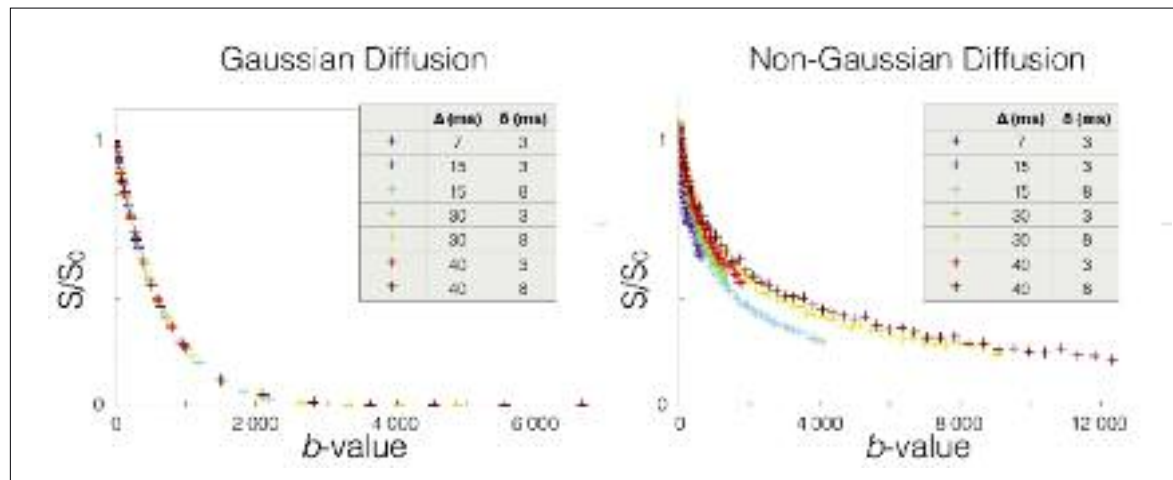 Gaussian Diffusion
Δ (ms) δ (ms)
7 3
15 3
15 8
30 3
30 8
40 3
40 8
1
S/S0
0
0 2 000 4 000 6 000
b-value
Non-Gaussian Diffusion
Δ (ms) δ (ms)
7 3
15 3
15 8
30 3
30 8
40 3
40 8
1
S/S0
0
0 4 000 8 000 12 000
b-value